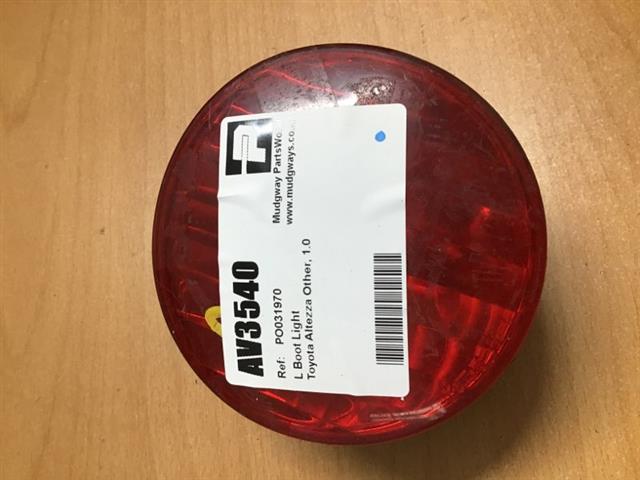 Mudgway PartsWo
www.mudgways.co.
AV3540
Ref: PO031970
L Boot Light
Toyota Altezza Other, 1.0